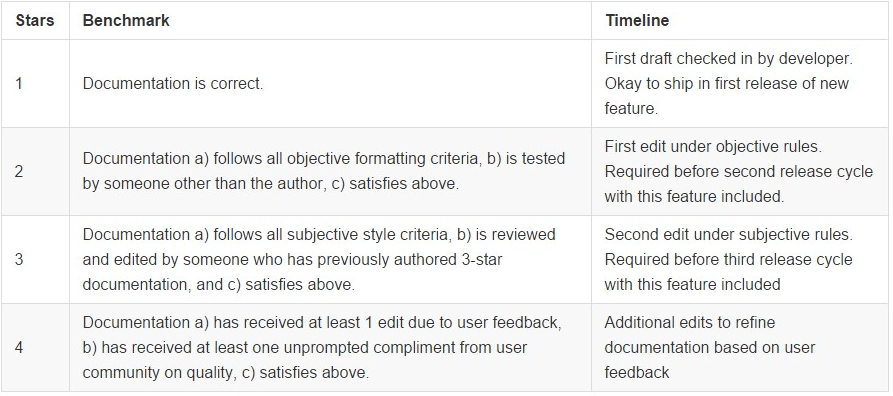 Stars Benchmark Timeline
1
Documentation is correct.
First draft checked in by developer.
Okay to ship in first release of new
feature.
2
Documentation a) follows all objective formatting criteria, b) is tested
by someone other than the author, c) satisfies above.
First edit under objective rules.
Required before second release cycle
with this feature included.
3
Documentation a) follows all subjective style criteria, b) is reviewed
and edited by someone who has previously authored 3-star
documentation, and c) satisfies above.
Second edit under subjective rules.
Required before third release cycle
with this feature included
4
Documentation a) has received at least 1 edit due to user feedback,
b) has received at least one unprompted compliment from user
community on quality, c) satisfies above.
Additional edits to refine
documentation based on user
feedback